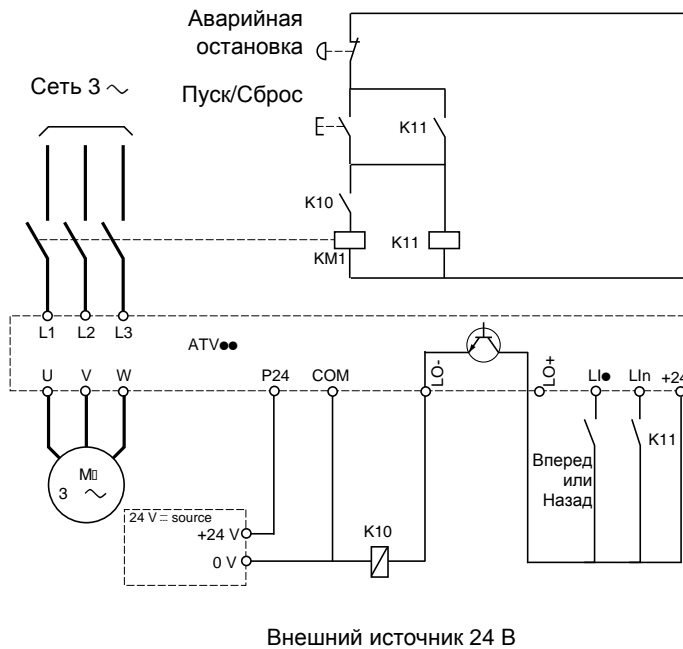 Аварийная
остановка
Сеть 3 ~
Пуск/Сброс
K11
K10
KM1
K11
L1 L2 L3
ATV●●
U V W P24 COM LO- LO+ LI● LIn +24
K11
Вперед
или
Назад
M
3 ~
24 V source
+24 V
0 V
K10
Внешний источник 24 В